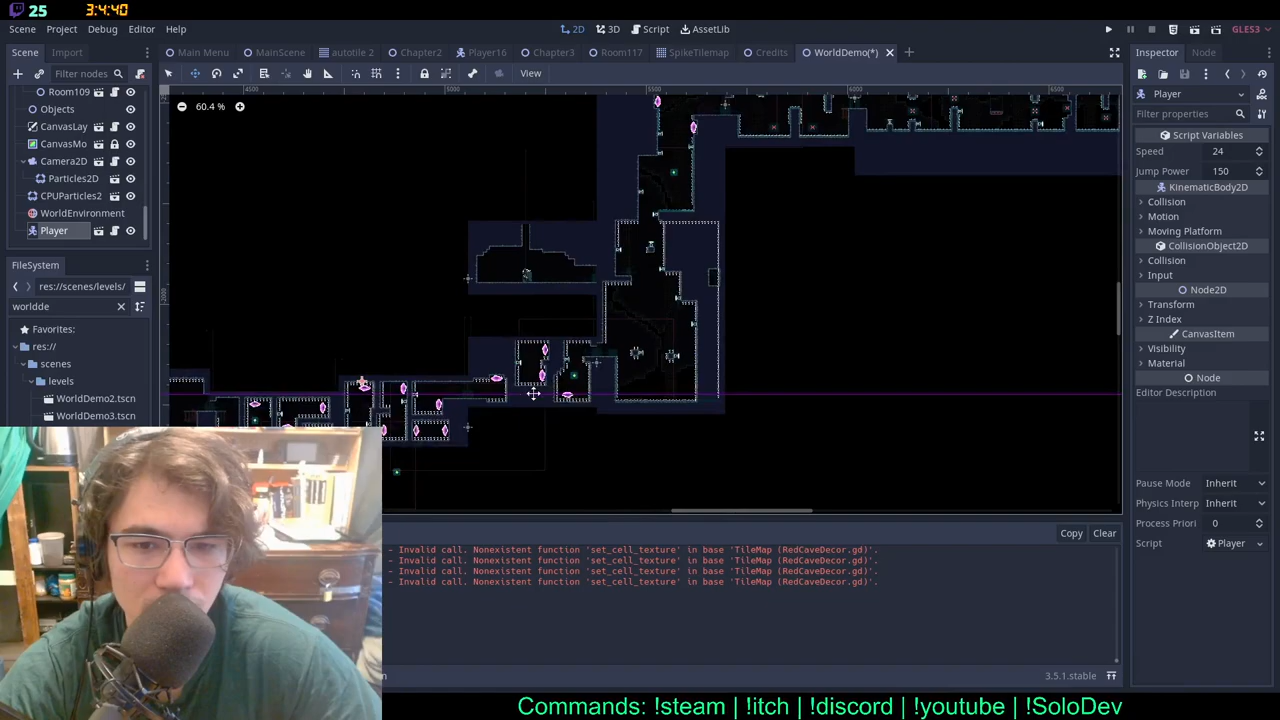 25
3:4:40
Scene Project Debug Editor Help
2D 3D Script AssetLib
GLES3
Scene Import
Main Menu MainScene autotile 2 Chapter2 Player16 Chapter3 Room117 SpikeTilemap Credits WorldDemo(*)
Inspector Node
Filter nodes
View
Room109
Objects
CanvasLay
CanvasMo
Camera2D
Particles2D
CPUParticles2
WorldEnvironment
Player
FileSystem
res://scenes/levels/
worldde
Favorites:
res://
scenes
levels
WorldDemo2.tscn
WorldDemo3.tscn
60.4 %
4500 5000 5500 6000 6500
2000
- Invalid call. Nonexistent function 'set_cell_texture' in base 'TileMap (RedCaveDecor.gd)'.
- Invalid call. Nonexistent function 'set_cell_texture' in base 'TileMap (RedCaveDecor.gd)'.
- Invalid call. Nonexistent function 'set_cell_texture' in base 'TileMap (RedCaveDecor.gd)'.
- Invalid call. Nonexistent function 'set_cell_texture' in base 'TileMap (RedCaveDecor.gd)'.
Copy Clear
3.5.1.stable
Player
Filter properties
Script Variables
Speed 24
Jump Power 150
KinematicBody2D
Collision
Motion
Moving Platform
CollisionObject2D
Collision
Input
Node2D
Transform
Z Index
CanvasItem
Visibility
Material
Node
Editor Description
Pause Mode Inherit
Physics Interp Inherit
Process Priori 0
Script Player
Commands: !steam | !itch | !discord | !youtube | !SoloDev